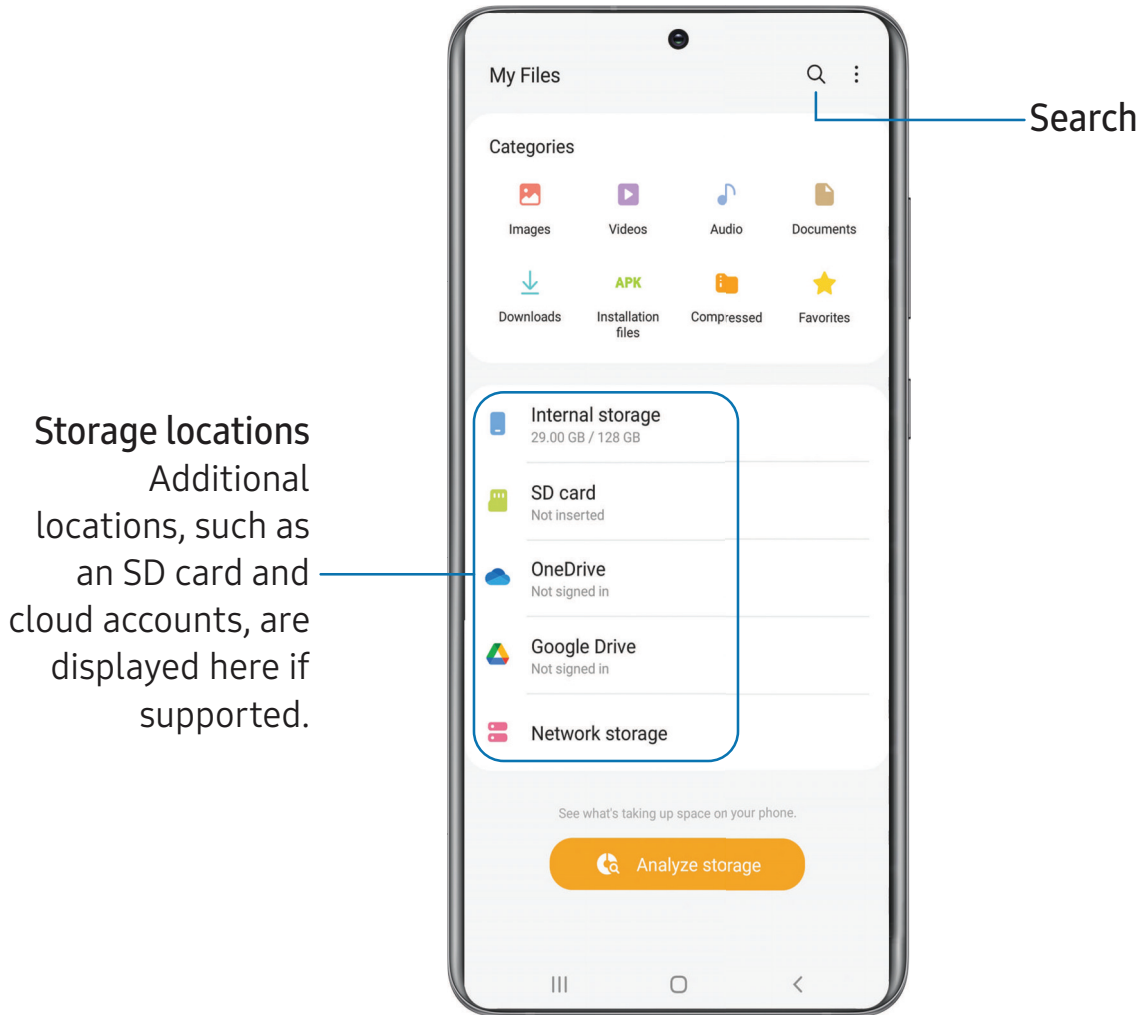 My Files
Search
Categories
Images
Videos
Audio
Documents
APK
Downloads
Installation
files
Compressed
Favorites
Storage locations
Additional
locations, such as
an SD card and
cloud accounts, are
displayed here if
supported.
Internal storage
29.00 GB / 128 GB
SD card
Not inserted
OneDrive
Not signed in
Google Drive
Not signed in
Network storage
See what's taking up space on your phone.
Analyze storage